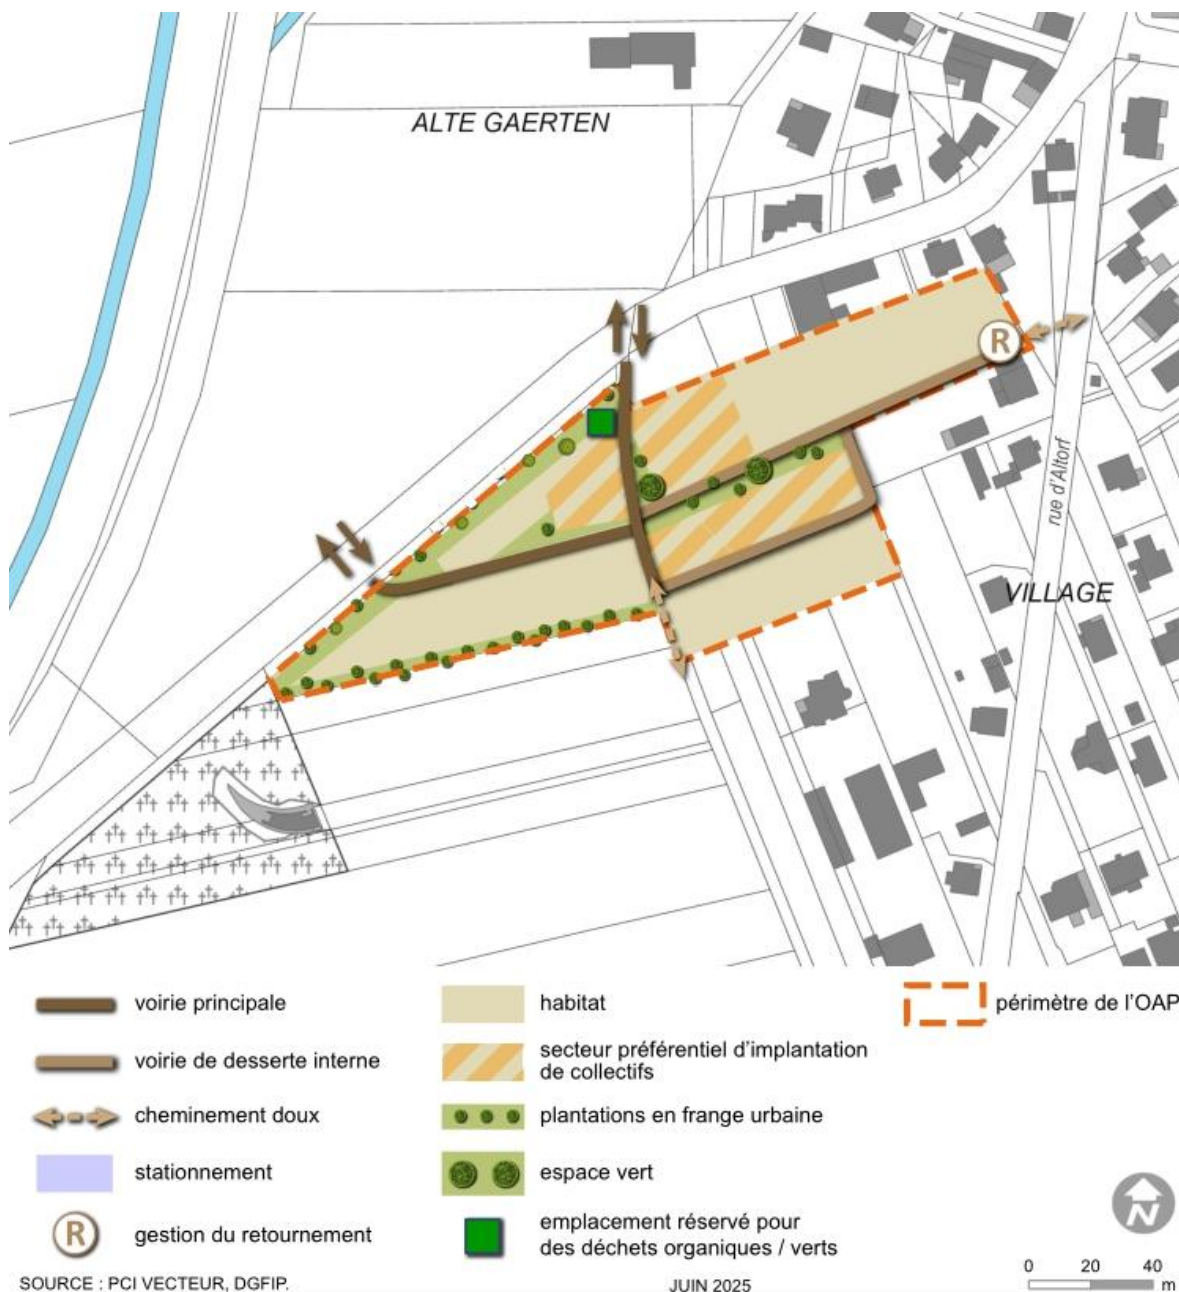 ALTE GAERTEN
R
rue d'Altorf
VILLAGE
voirie principale
voirie de desserte interne
cheminement doux
stationnement
R
gestion du retournement
habitat
secteur préférentiel d'implantation
de collectifs
plantations en frange urbaine
espace vert
emplacement réservé pour
des déchets organiques / verts
périmètre de l'OAP
N
0 20 40
m
SOURCE : PCI VECTEUR, DGFIP.
JUIN 2025